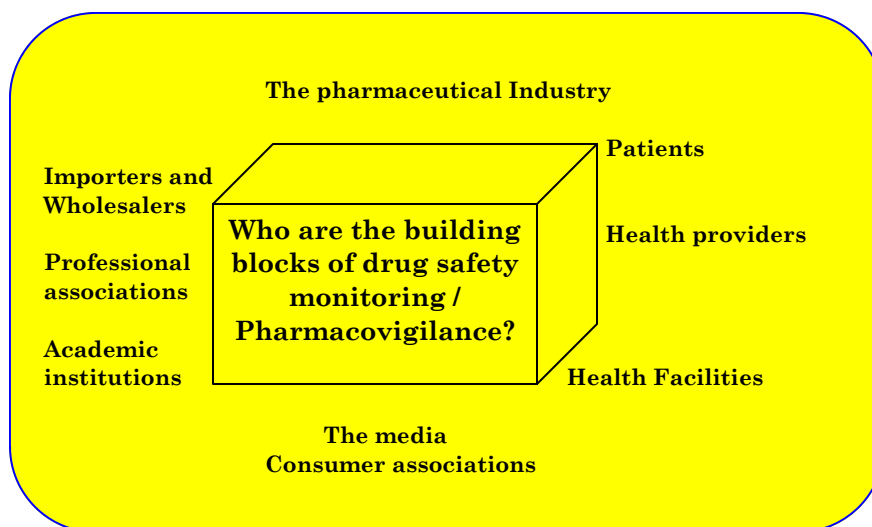 The pharmaceutical Industry
Patients
Importers and
Wholesalers
Who are the building
blocks of drug safety
monitoring /
Pharmacovigilance?
Health providers
Professional
associations
Academic
institutions
Health Facilities
The media
Consumer associations